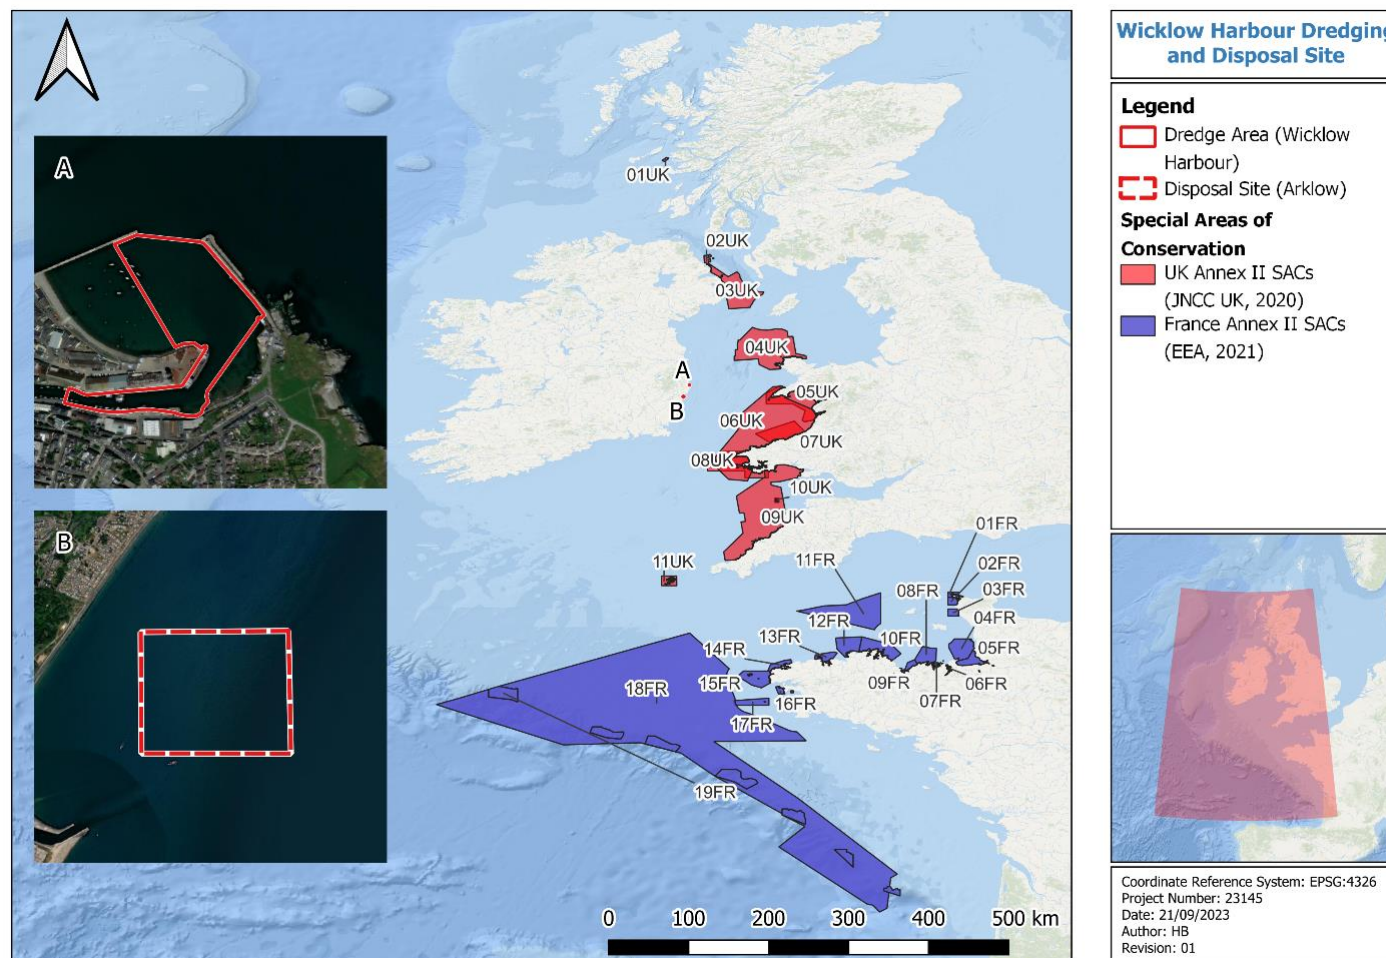 Wicklow Harbour Dredging
and Disposal Site
Legend
Dredge Area (Wicklow
Harbour)
Disposal Site (Arklow)
Special Areas of
Conservation
UK Annex II SACs
(JNCC UK, 2020)
France Annex II SACs
(EEA, 2021)
A
B
01UK
02UK
03UK
04UK
A
B
05UK
06UK
07UK
08UK
10UK
09UK
11UK
01FR
11FR
02FR
08FR
03FR
12FR
04FR
13FR
10FR
05FR
14FR
09FR
06FR
15FR
07FR
18FR
16FR
17FR
19FR
0 100 200 300 400 500 km
Coordinate Reference System: EPSG:4326
Project Number: 23145
Date: 21/09/2023
Author: HB
Revision: 01